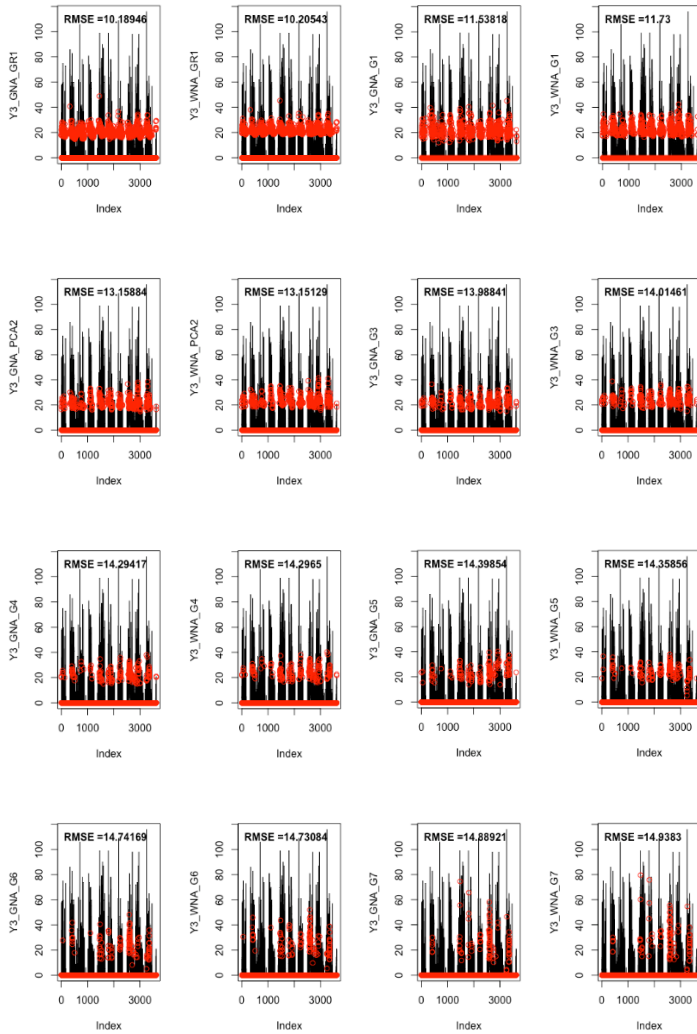 RMSE =10.18946 RMSE =10.20543 RMSE =11.53818 RMSE =11.73
Y3_GNA_GR1 Y3_WNA_GR1 Y3_GNA_G1 Y3_WNA_G1
0 20 40 60 80 100 0 20 40 60 80 100 0 20 40 60 80 100 0 20 40 60 80 100
0 1000 3000 0 1000 3000 0 1000 3000 0 1000 3000
Index Index Index Index
RMSE =13.15884 RMSE =13.15129 RMSE =13.98841 RMSE =14.01461
Y3_GNA_PCA2 Y3_WNA_PCA2 Y3_GNA_G3 Y3_WNA_G3
0 20 40 60 80 100 0 20 40 60 80 100 0 20 40 60 80 100 0 20 40 60 80 100
0 1000 3000 0 1000 3000 0 1000 3000 0 1000 3000
Index Index Index Index
RMSE =14.29417 RMSE =14.2965 RMSE =14.39854 RMSE =14.35856
Y3_GNA_G4 Y3_WNA_G4 Y3_GNA_G5 Y3_WNA_G5
0 20 40 60 80 100 0 20 40 60 80 100 0 20 40 60 80 100 0 20 40 60 80 100
0 1000 3000 0 1000 3000 0 1000 3000 0 1000 3000
Index Index Index Index
RMSE =14.74169 RMSE =14.73084 RMSE =14.88921 RMSE =14.9383
Y3_GNA_G6 Y3_WNA_G6 Y3_GNA_G7 Y3_WNA_G7
0 20 40 60 80 100 0 20 40 60 80 100 0 20 40 60 80 100 0 20 40 60 80 100
0 1000 3000 0 1000 3000 0 1000 3000 0 1000 3000
Index Index Index Index